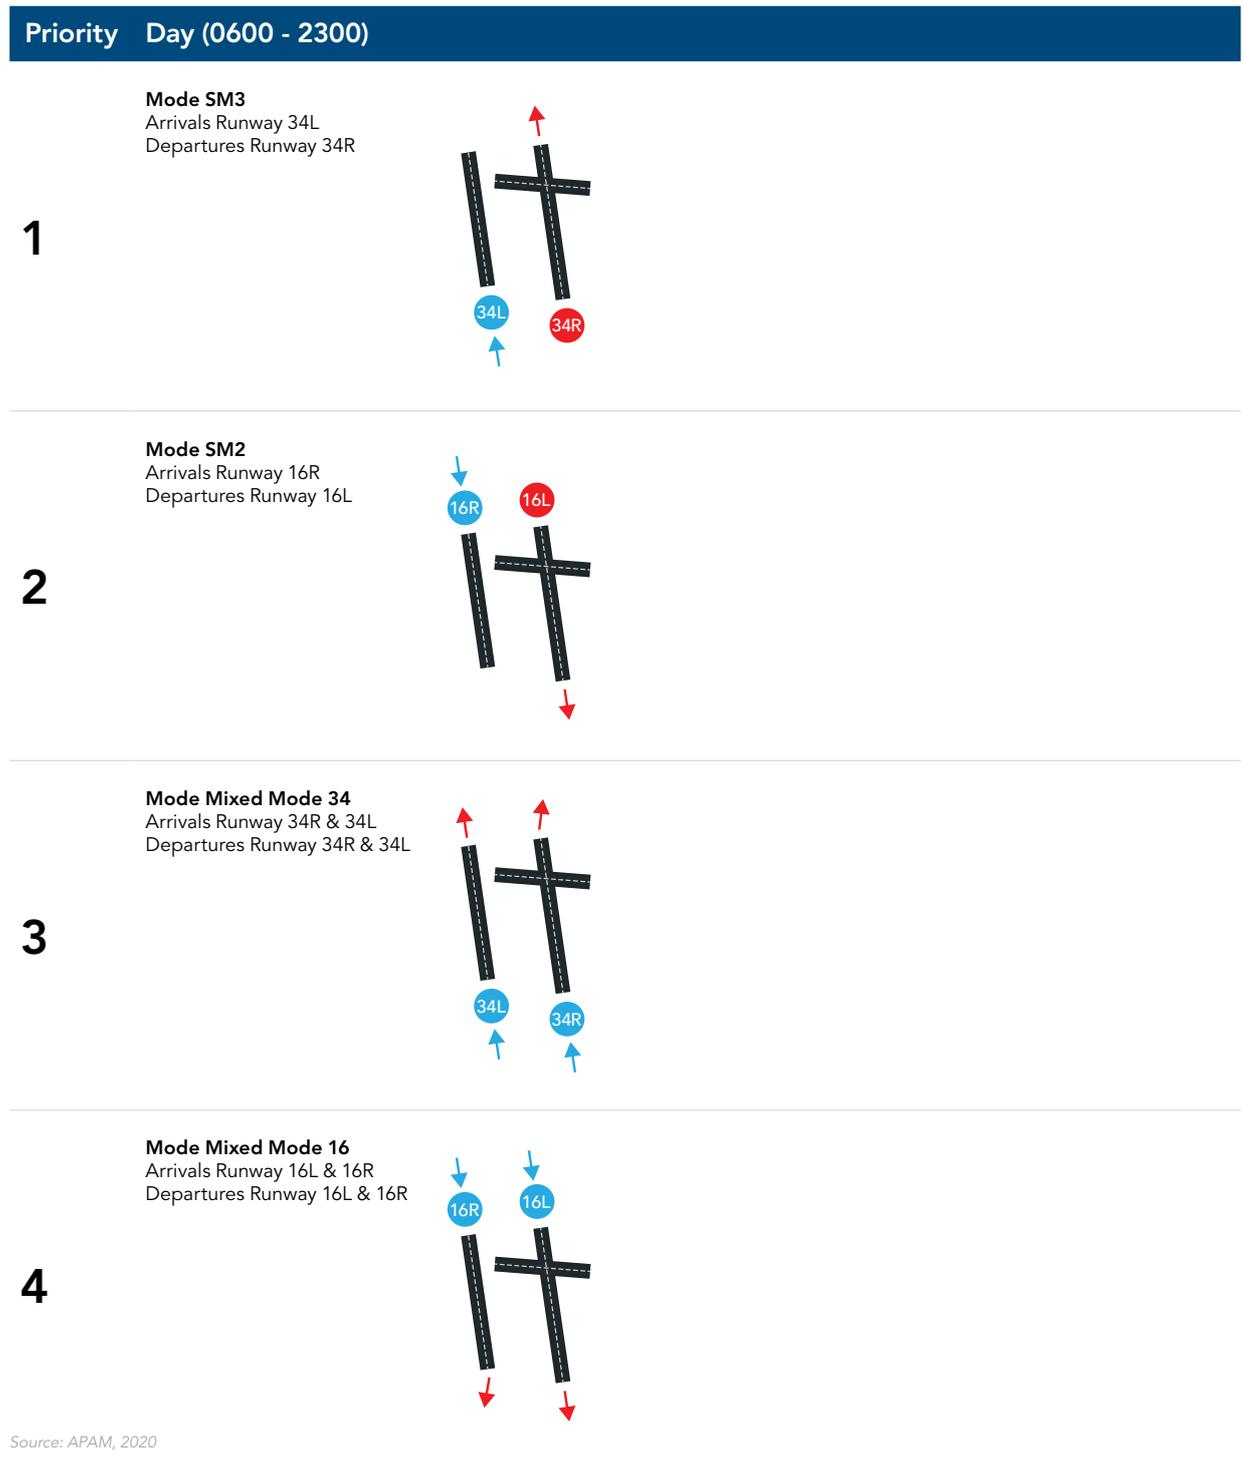 Priority Day (0600 - 2300)
1
Mode SM3
Arrivals Runway 34L
Departures Runway 34R
34L
34R
2
Mode SM2
Arrivals Runway 16R
Departures Runway 16L
16R
16L
3
Mode Mixed Mode 34
Arrivals Runway 34R & 34L
Departures Runway 34R & 34L
34L
34R
4
Mode Mixed Mode 16
Arrivals Runway 16L & 16R
Departures Runway 16L & 16R
16R
16L
Source: APAM, 2020